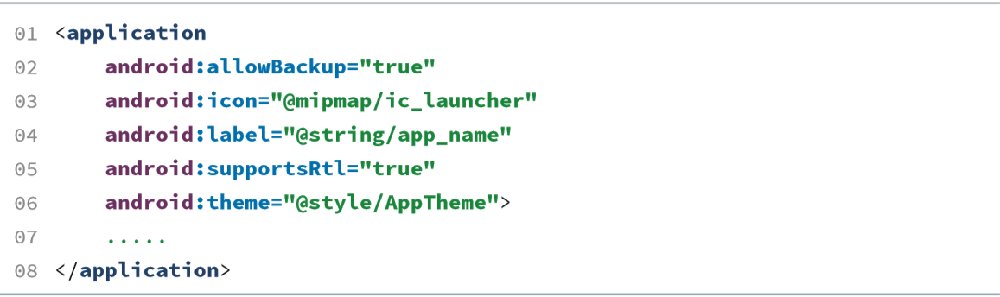 01 <application
02 android:allowBackup="true"
03 android:icon="@mipmap/ic_launcher"
04 android:label="@string/app_name"
05 android:supportsRtl="true"
06 android:theme="@style/AppTheme">
07 .....
08 </application>